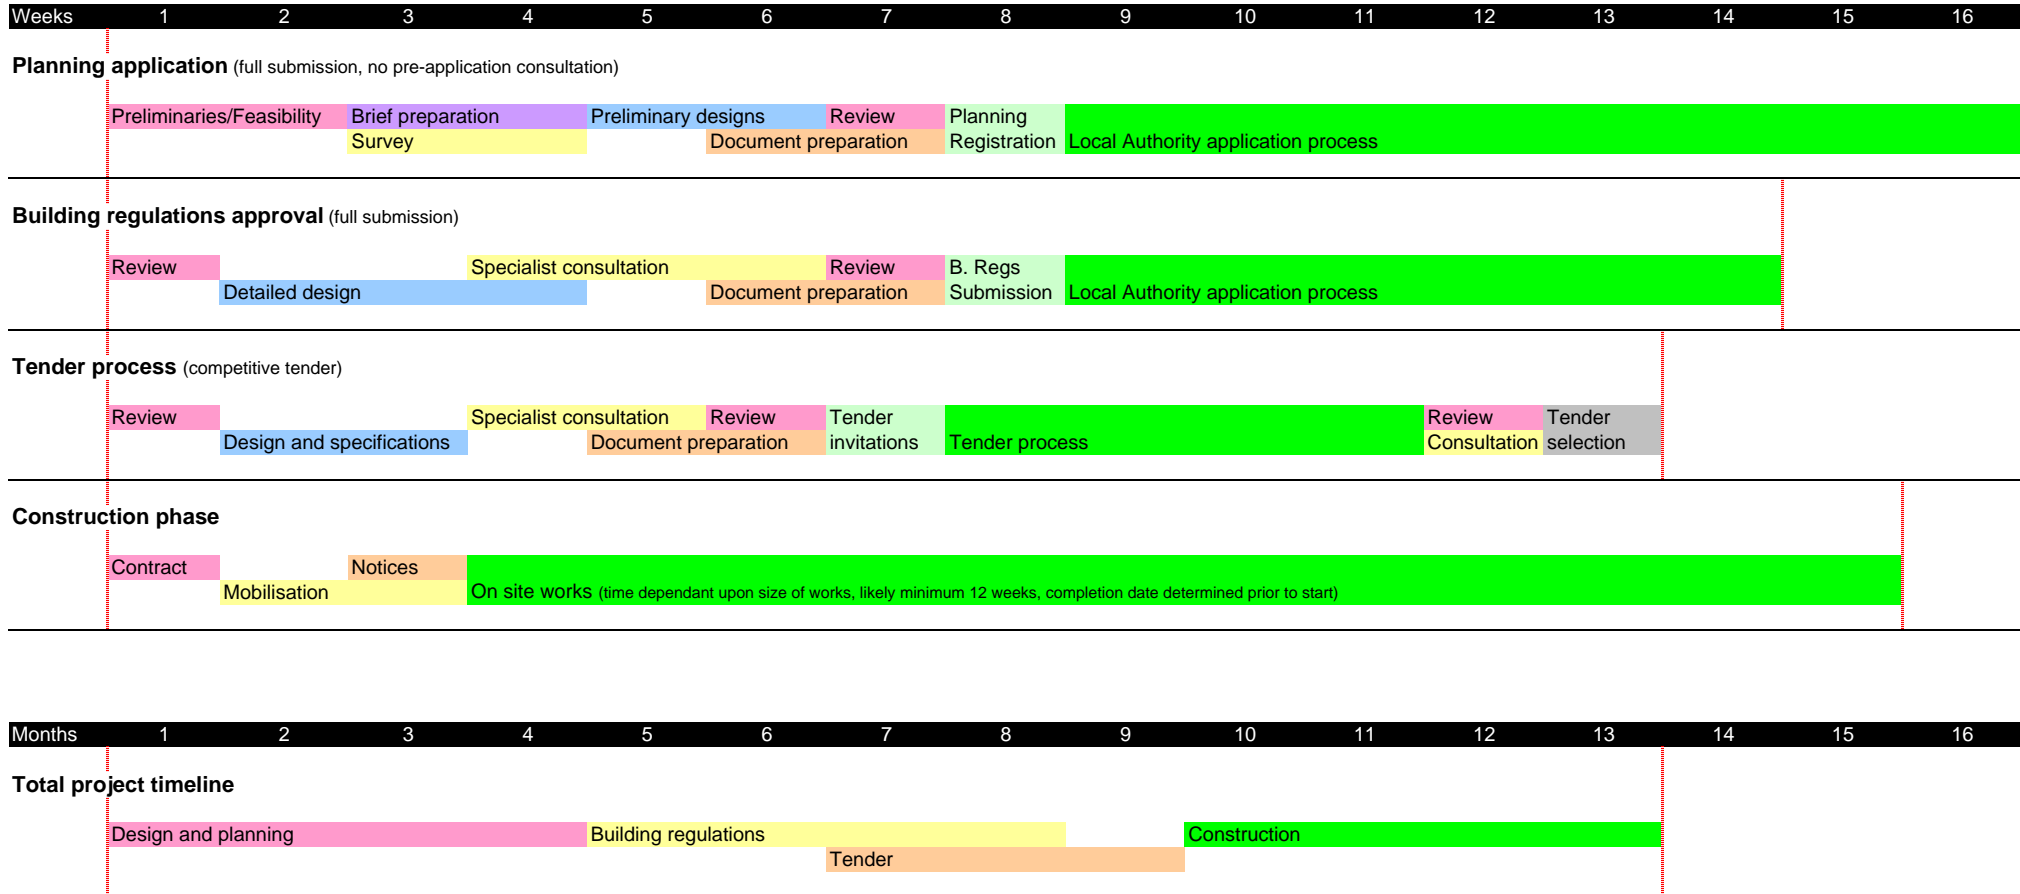 Weeks 1 2 3 4 5 6 7 8 9 10 11 12 13 14 15 16
Planning application (full submission, no pre-application consultation)
Preliminaries/Feasibility Brief preparation Preliminary designs Review Planning
Survey Document preparation Registration Local Authority application process
Building regulations approval (full submission)
Review Specialist consultation Review B. Regs
Detailed design Document preparation Submission Local Authority application process
Tender process (competitive tender)
Review Specialist consultation Review Tender Review Tender
Design and specifications Document preparation invitations Tender process Consultation selection
Construction phase
Contract Notices
Mobilisation On site works (time dependant upon size of works, likely minimum 12 weeks, completion date determined prior to start)
Months 1 2 3 4 5 6 7 8 9 10 11 12 13 14 15 16
Total project timeline
Design and planning Building regulations Construction
Tender